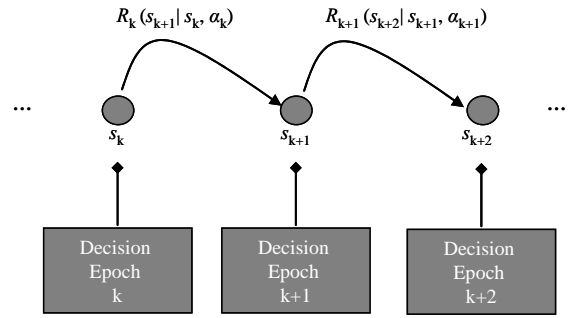 R_k (s_{k+1} | s_k, α_k) R_{k+1} (s_{k+2} | s_{k+1}, α_{k+1})
... ...
s_k s_{k+1} s_{k+2}
Decision Epoch k
Decision Epoch k+1
Decision Epoch k+2